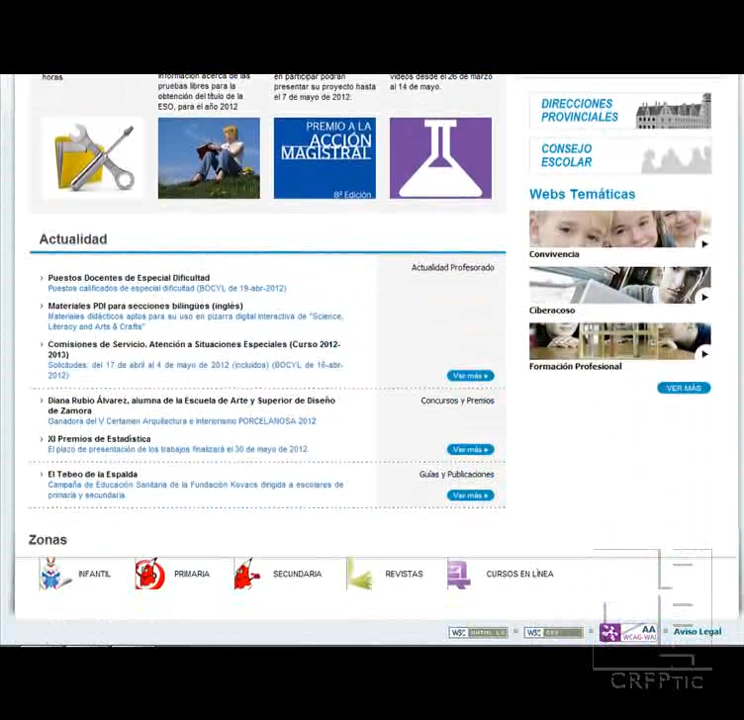 horas.
información acerca de las
pruebas libres para la
obtención del título de la
ESO, para el año 2012
en participar podrán
presentar su proyecto hasta
el 7 de mayo de 2012.
vídeos desde el 26 de marzo
al 14 de mayo.
PREMIO A LA
ACCIÓN
MAGISTRAL
8ª Edición
DIRECCIONES
PROVINCIALES
CONSEJO
ESCOLAR
Webs Temáticas
Convivencia
Ciberacoso
Formación Profesional
VER MÁS
Actualidad
Actualidad Profesorado
Puestos Docentes de Especial Dificultad
Puestos calificados de especial dificultad (BOCYL de 19-abr-2012)
Materiales PDI para secciones bilingües (inglés)
Materiales didácticos aptos para su uso en pizarra digital interactiva de "Science,
Literacy and Arts & Crafts"
Comisiones de Servicio. Atención a Situaciones Especiales (Curso 2012-
2013)
Solicitudes: del 17 de abril al 4 de mayo de 2012 (incluidos) (BOCYL de 16-abr-
2012)
Ver más
Diana Rubio Álvarez, alumna de la Escuela de Arte y Superior de Diseño
de Zamora
Ganadora del V Certamen Arquitectura e Interiorismo PORCELANOSA 2012
Concursos y Premios
XI Premios de Estadística
El plazo de presentación de los trabajos finalizará el 30 de mayo de 2012.
Ver más
El Tebeo de la Espalda
Campaña de Educación Sanitaria de la Fundación Kovacs dirigida a escolares de
primaria y secundaria.
Guías y Publicaciones
Ver más
Zonas
INFANTIL
PRIMARIA
SECUNDARIA
REVISTAS
CURSOS EN LÍNEA
W3C XHTML 1.0
W3C CSS
AA
WCAG-WAI
Aviso Legal
CRFPTIC